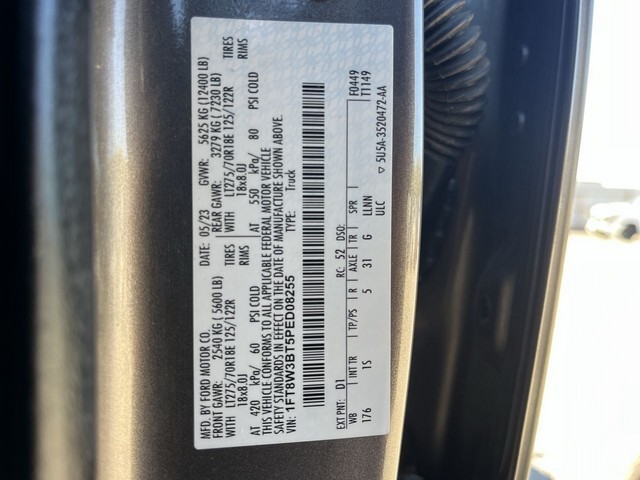 MFD. BY FORD MOTOR CO.
DATE: 05/23 GVWR: 5625 KG (12400 LB)
FRONT GAWR: 2540 KG (5600 LB) REAR GAWR: 3279 KG (7230 LB)
WITH LT275/70R18E 125/122R TIRES WITH LT275/70R18E 125/122R TIRES
18x8.0J RIMS 18x8.0J RIMS
AT 420 kPa/ 60 PSI COLD AT 550 kPa/ 80 PSI COLD
THIS VEHICLE CONFORMS TO ALL APPLICABLE FEDERAL MOTOR VEHICLE
SAFETY STANDARDS IN EFFECT ON THE DATE OF MANUFACTURE SHOWN ABOVE.
VIN: 1FT8W3BT5PED08255 TYPE: Truck
F0449
T1149
EXT PNT: D1 RC: 52 DSO:
WB INT TR TP/PS R AXLE TR SPR
176 1S 5 31 G LLNN
ULC
▽ 5U5A-3520472-AA